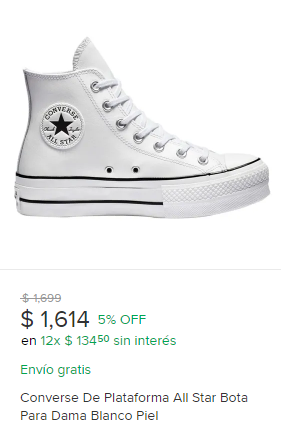 CONVERSE
ALL STAR
$ 1,699
$ 1,614 5% OFF
en 12x $ 134⁵⁰ sin interés
Envío gratis
Converse De Plataforma All Star Bota
Para Dama Blanco Piel